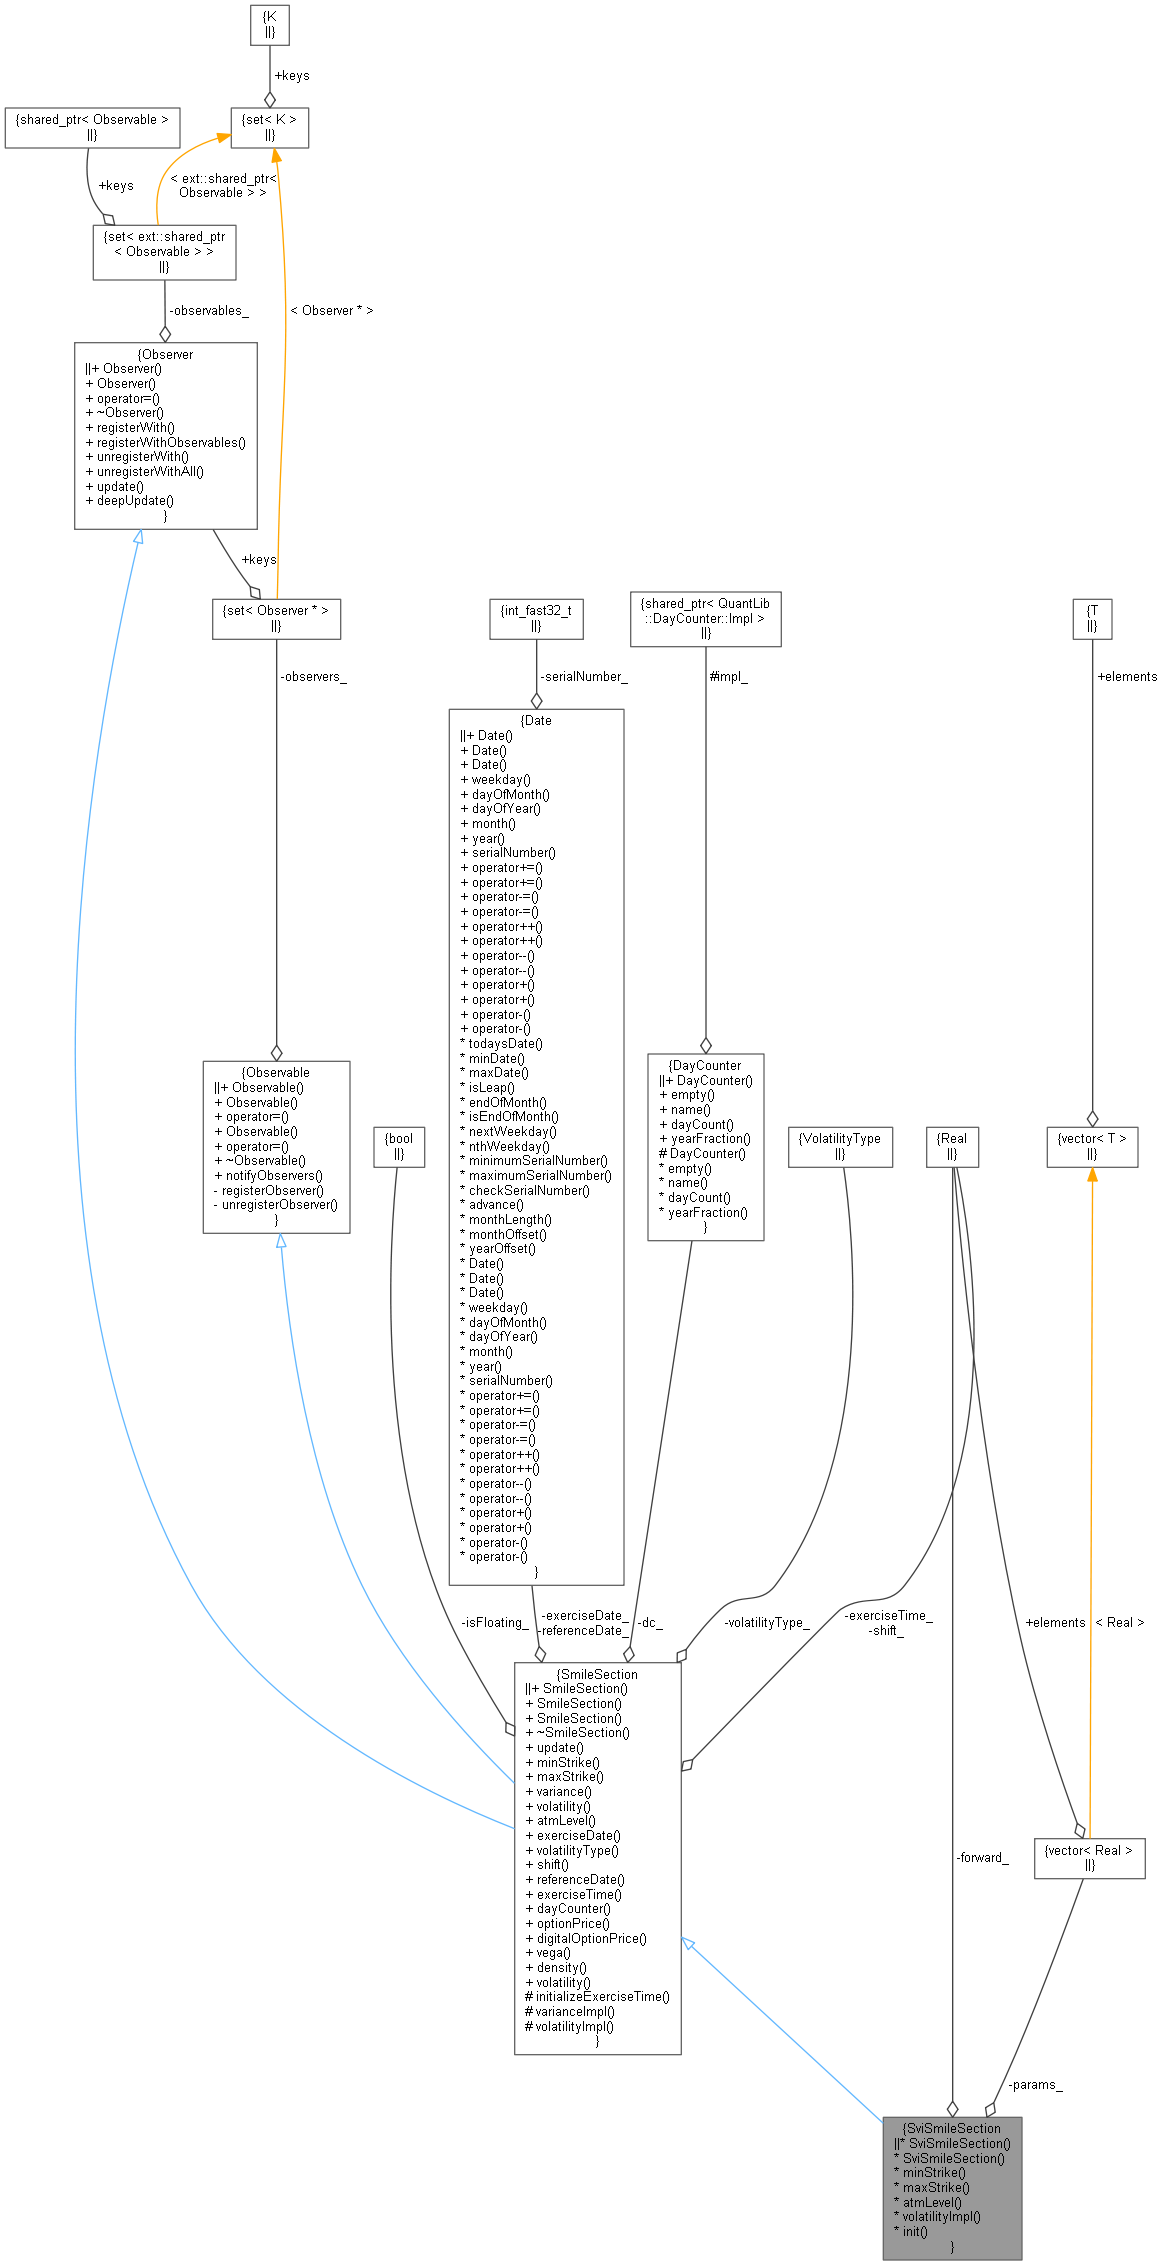 {K
||}
+keys
{shared_ptr< Observable >
||}
{set< K >
||}
+keys
< ext::shared_ptr<
Observable > >
{set< ext::shared_ptr
< Observable > >
||}
-observables_
< Observer * >
{Observer
||+ Observer()
+ Observer()
+ operator=()
+ ~Observer()
+ registerWith()
+ registerWithObservables()
+ unregisterWith()
+ unregisterWithAll()
+ update()
+ deepUpdate()
}
+keys
{set< Observer * >
||}
{int_fast32_t
||}
{shared_ptr< QuantLib
::DayCounter::Impl >
||}
{T
||}
-observers_
-serialNumber_
#impl_
+elements
{Date
||+ Date()
+ Date()
+ Date()
+ weekday()
+ dayOfMonth()
+ dayOfYear()
+ month()
+ year()
+ serialNumber()
+ operator+=()
+ operator+=()
+ operator-=()
+ operator-=()
+ operator++()
+ operator++()
+ operator--()
+ operator--()
+ operator+()
+ operator+()
+ operator-()
+ operator-()
* todaysDate()
* minDate()
* maxDate()
* isLeap()
* endOfMonth()
* isEndOfMonth()
* nextWeekday()
* nthWeekday()
* minimumSerialNumber()
* maximumSerialNumber()
* checkSerialNumber()
* advance()
* monthLength()
* monthOffset()
* yearOffset()
* Date()
* Date()
* Date()
* weekday()
* dayOfMonth()
* dayOfYear()
* month()
* year()
* serialNumber()
* operator+=()
* operator+=()
* operator-=()
* operator-=()
* operator++()
* operator++()
* operator--()
* operator--()
* operator+()
* operator+()
* operator-()
* operator-()
}
{Observable
||+ Observable()
+ Observable()
+ operator=()
+ Observable()
+ operator=()
+ ~Observable()
+ notifyObservers()
- registerObserver()
- unregisterObserver()
}
{bool
||}
{DayCounter
||+ DayCounter()
+ empty()
+ name()
+ dayCount()
+ yearFraction()
# DayCounter()
* empty()
* name()
* dayCount()
* yearFraction()
}
{VolatilityType
||}
{Real
||}
{vector< T >
||}
-isFloating_
-exerciseDate_
-referenceDate_
-dc_
-volatilityType_
-exerciseTime_
-shift_
+elements
< Real >
{SmileSection
||+ SmileSection()
+ SmileSection()
+ SmileSection()
+ ~SmileSection()
+ update()
+ minStrike()
+ maxStrike()
+ variance()
+ volatility()
+ atmLevel()
+ exerciseDate()
+ volatilityType()
+ shift()
+ referenceDate()
+ exerciseTime()
+ dayCounter()
+ optionPrice()
+ digitalOptionPrice()
+ vega()
+ density()
+ volatility()
# initializeExerciseTime()
# varianceImpl()
# volatilityImpl()
}
-forward_
{vector< Real >
||}
-params_
{SviSmileSection
||* SviSmileSection()
* SviSmileSection()
* minStrike()
* maxStrike()
* atmLevel()
* volatilityImpl()
* init()
}